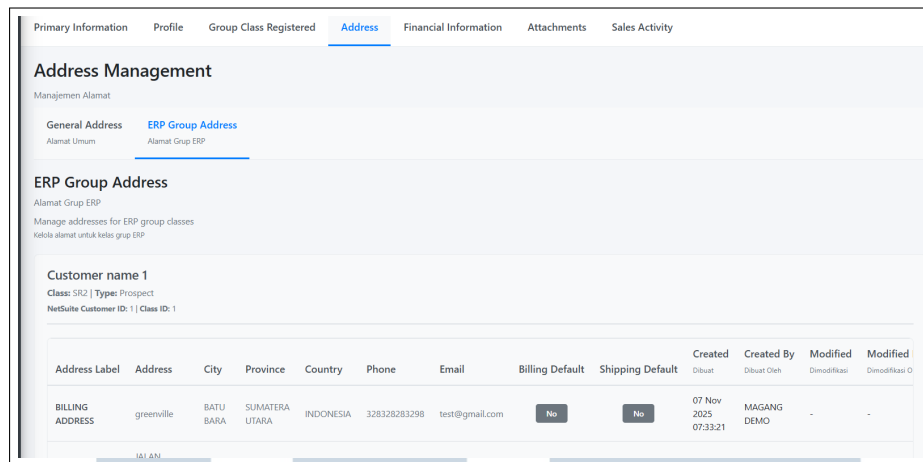 Primary Information Profile Group Class Registered Address Financial Information Attachments Sales Activity
Address Management
Manajemen Alamat
General Address ERP Group Address
Alamat Umum Alamat Grup ERP
ERP Group Address
Alamat Grup ERP
Manage addresses for ERP group classes
Kelola alamat untuk kelas grup ERP
Customer name 1
Class: SR2 | Type: Prospect
NetSuite Customer ID: 1 | Class ID: 1
Address Label Address City Province Country Phone Email Billing Default Shipping Default Created Created By Modified Modified
Dibuat Dibuat Oleh Dimodifikasi Dimodifikasi O
BILLING ADDRESS greenville BATU BARA SUMATERA UTARA INDONESIA 328328283298 test@gmail.com No No 07 Nov 2025 07:33:21 MAGANG DEMO - -
JALAN